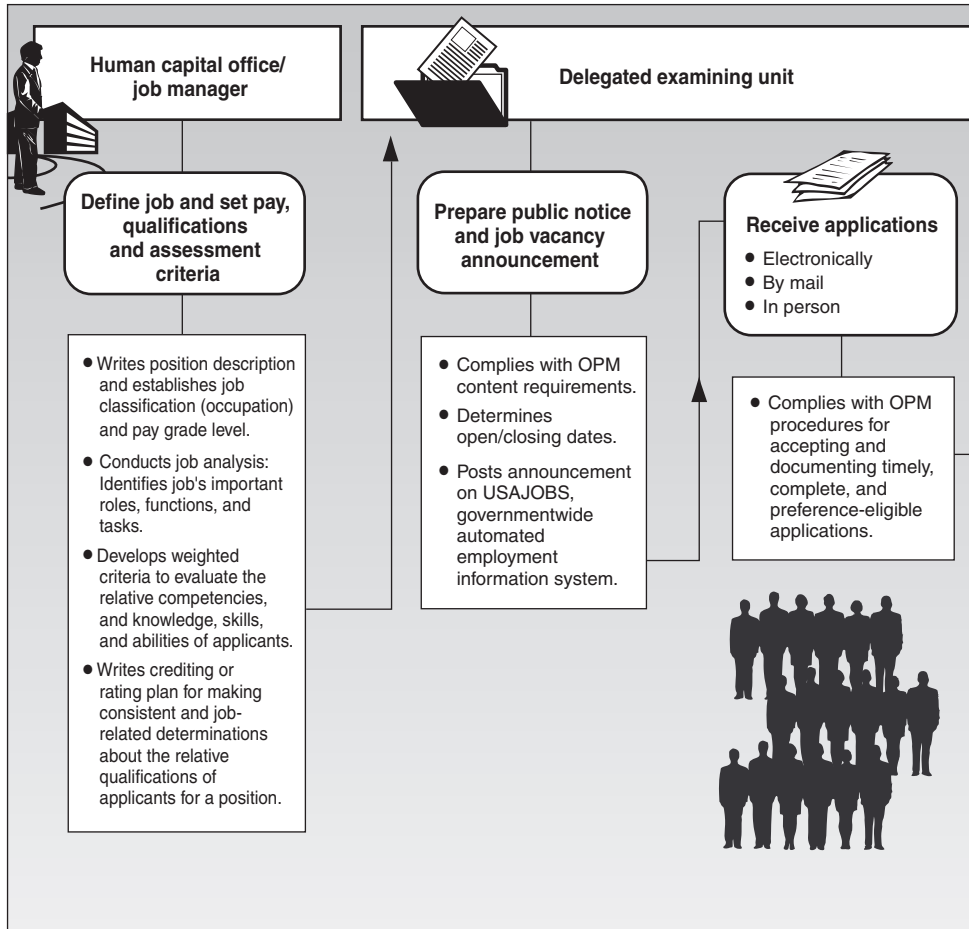 Human capital office/
job manager
Delegated examining unit
Define job and set pay,
qualifications
and assessment
criteria
● Writes position description
and establishes job
classification (occupation)
and pay grade level.
● Conducts job analysis:
Identifies job's important
roles, functions, and
tasks.
● Develops weighted
criteria to evaluate the
relative competencies,
and knowledge, skills,
and abilities of applicants.
● Writes crediting or
rating plan for making
consistent and job-
related determinations
about the relative
qualifications of
applicants for a position.
Prepare public notice
and job vacancy
announcement
● Complies with OPM
content requirements.
● Determines
open/closing dates.
● Posts announcement
on USAJOBS,
governmentwide
automated
employment
information system.
Receive applications
● Electronically
● By mail
● In person
● Complies with OPM
procedures for
accepting and
documenting timely,
complete, and
preference-eligible
applications.